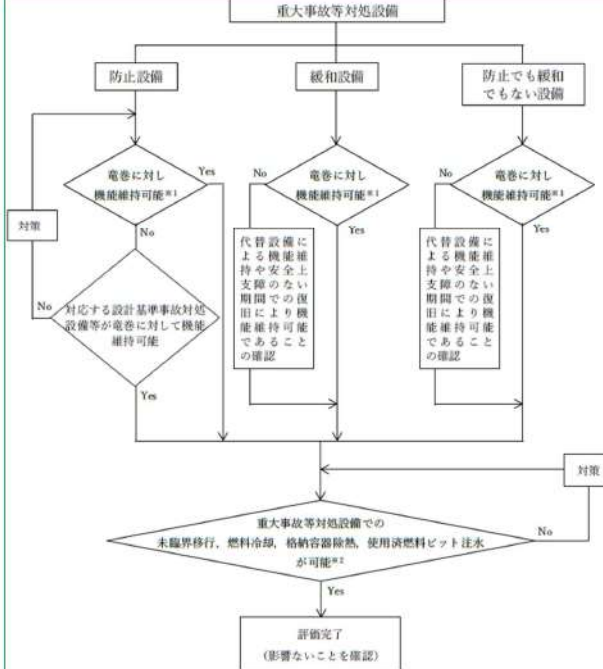 重大事故等対処設備
防止設備
緩和設備
防止でも緩和
でもない設備
竜巻に対し
機能維持可能※1
Yes
No
対策
対応する設計基準事故対処
設備等が竜巻に対して機能
維持可能
No
Yes
竜巻に対し
機能維持可能※1
No
Yes
代替設備に
よる機能維
持や安全上
支障のない
期間での復
旧により機
能維持可能
であること
の確認
竜巻に対し
機能維持可能※1
No
Yes
代替設備に
よる機能維
持や安全上
支障のない
期間での復
旧により機
能維持可能
であること
の確認
対策
重大事故等対処設備での
未臨界移行，燃料冷却，格納容器除熱，使用済燃料ピット注水
が可能※2
No
Yes
評価完了
（影響ないことを確認）